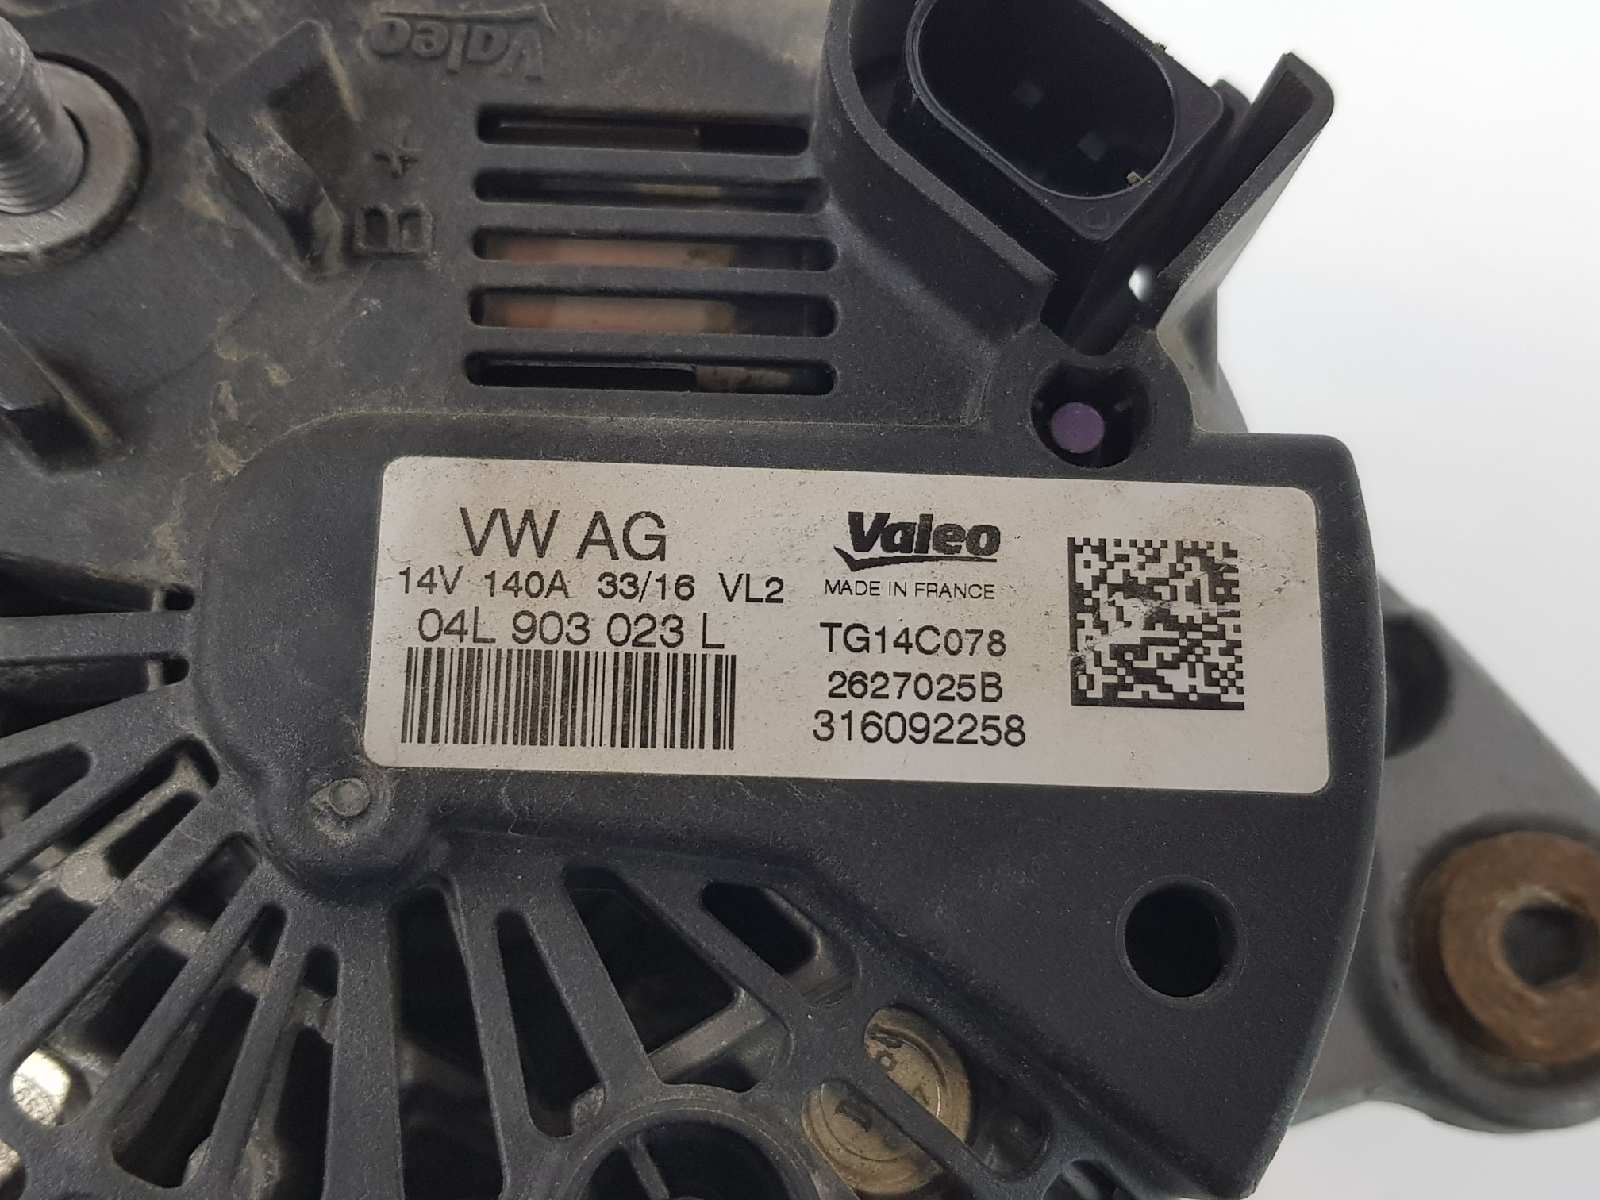 Valeo
B+
VW AG
14V 140A 33/16 VL2
04L 903 023 L
Valeo
MADE IN FRANCE
TG14C078
2627025B
316092258